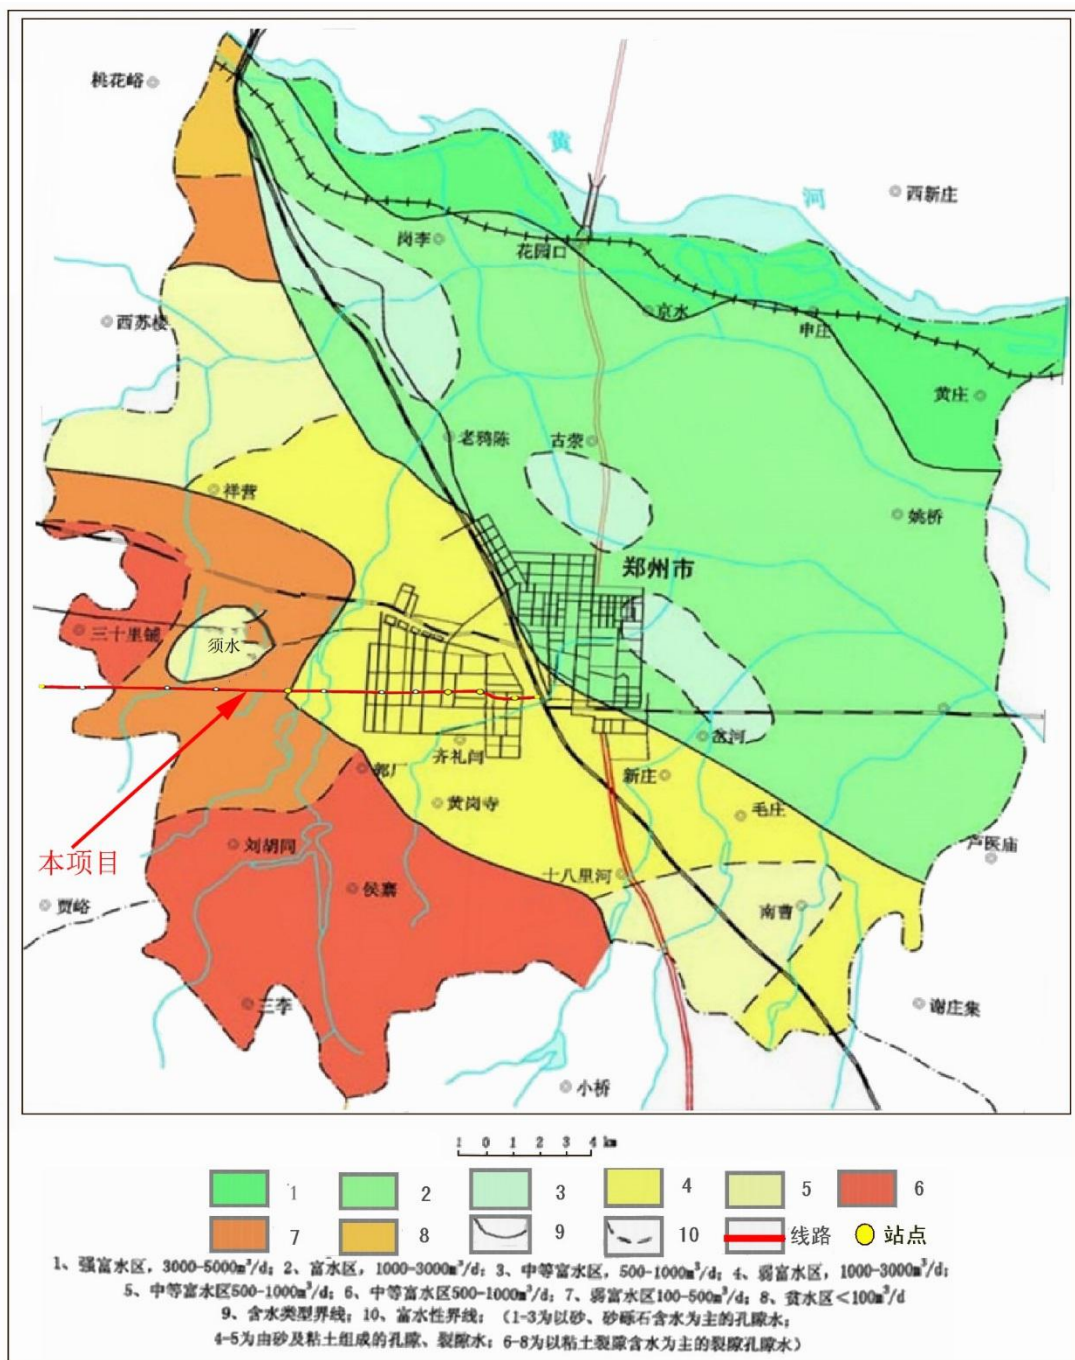 桃花峪
黄
河
西新庄
岗李
花园口
西苏楼
京水
申庄
黄庄
老鸦陈
古荥
祥营
姚桥
郑州市
三十里铺
须水
岔河
齐礼闫
郭厂
新庄
黄岗寺
毛庄
本项目
刘胡同
芦医庙
十八里河
侯寨
贾峪
南曹
三李
谢庄集
小桥
1 0 1 2 3 4 km
1 2 3 4 5 6
7 8 9 10 线路 站点
1、强富水区，3000-5000m³/d；2、富水区，1000-3000m³/d；3、中等富水区，500-1000m³/d；4、弱富水区，1000-3000m³/d；
5、中等富水区500-1000m³/d；6、中等富水区500-1000m³/d；7、弱富水区100-500m³/d；8、贫水区＜100m³/d
9、含水类型界线；10、富水性界线；（1-3为以砂、砂砾石含水为主的孔隙水；
4-5为由砂及粘土组成的孔隙、裂隙水；6-8为以粘土裂隙含水为主的裂隙孔隙水）